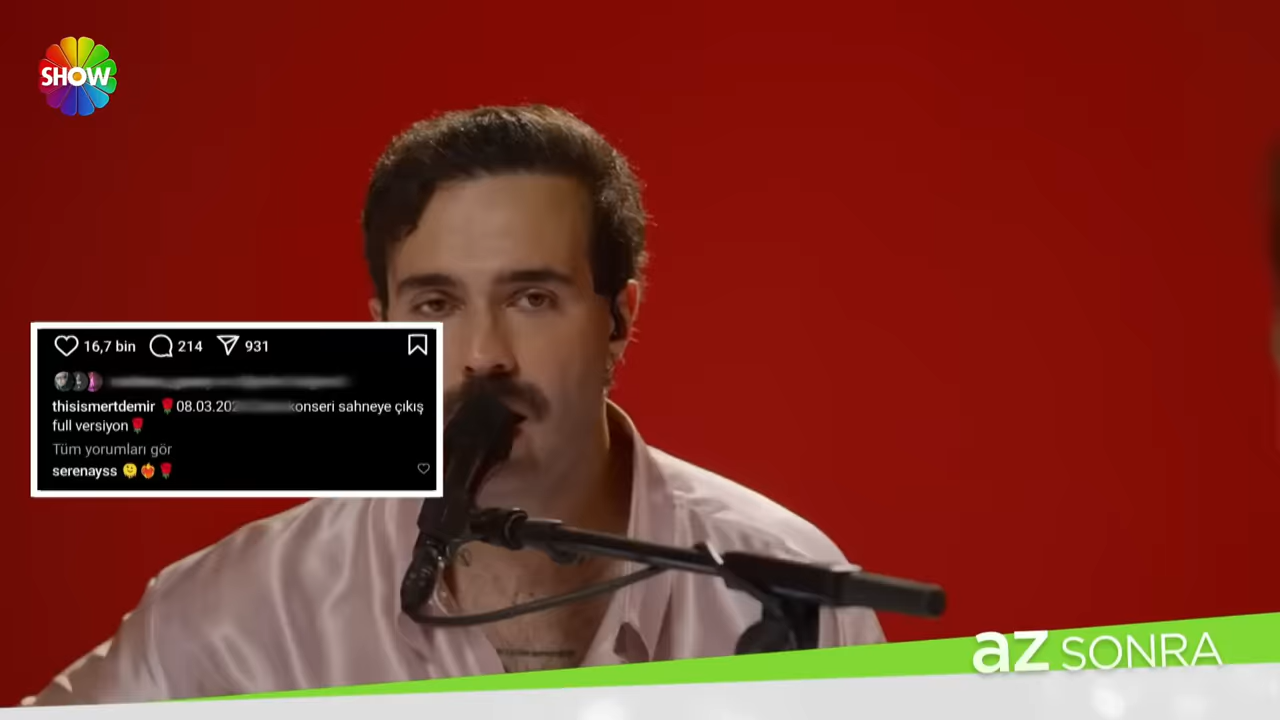 SHOW
16,7 bin 214 931
thisismertdemir 🌹08.03.202 konseri sahneye çıkış
full versiyon🌹
Tüm yorumları gör
serenayss 🫠❤️‍🔥🌹
az SONRA